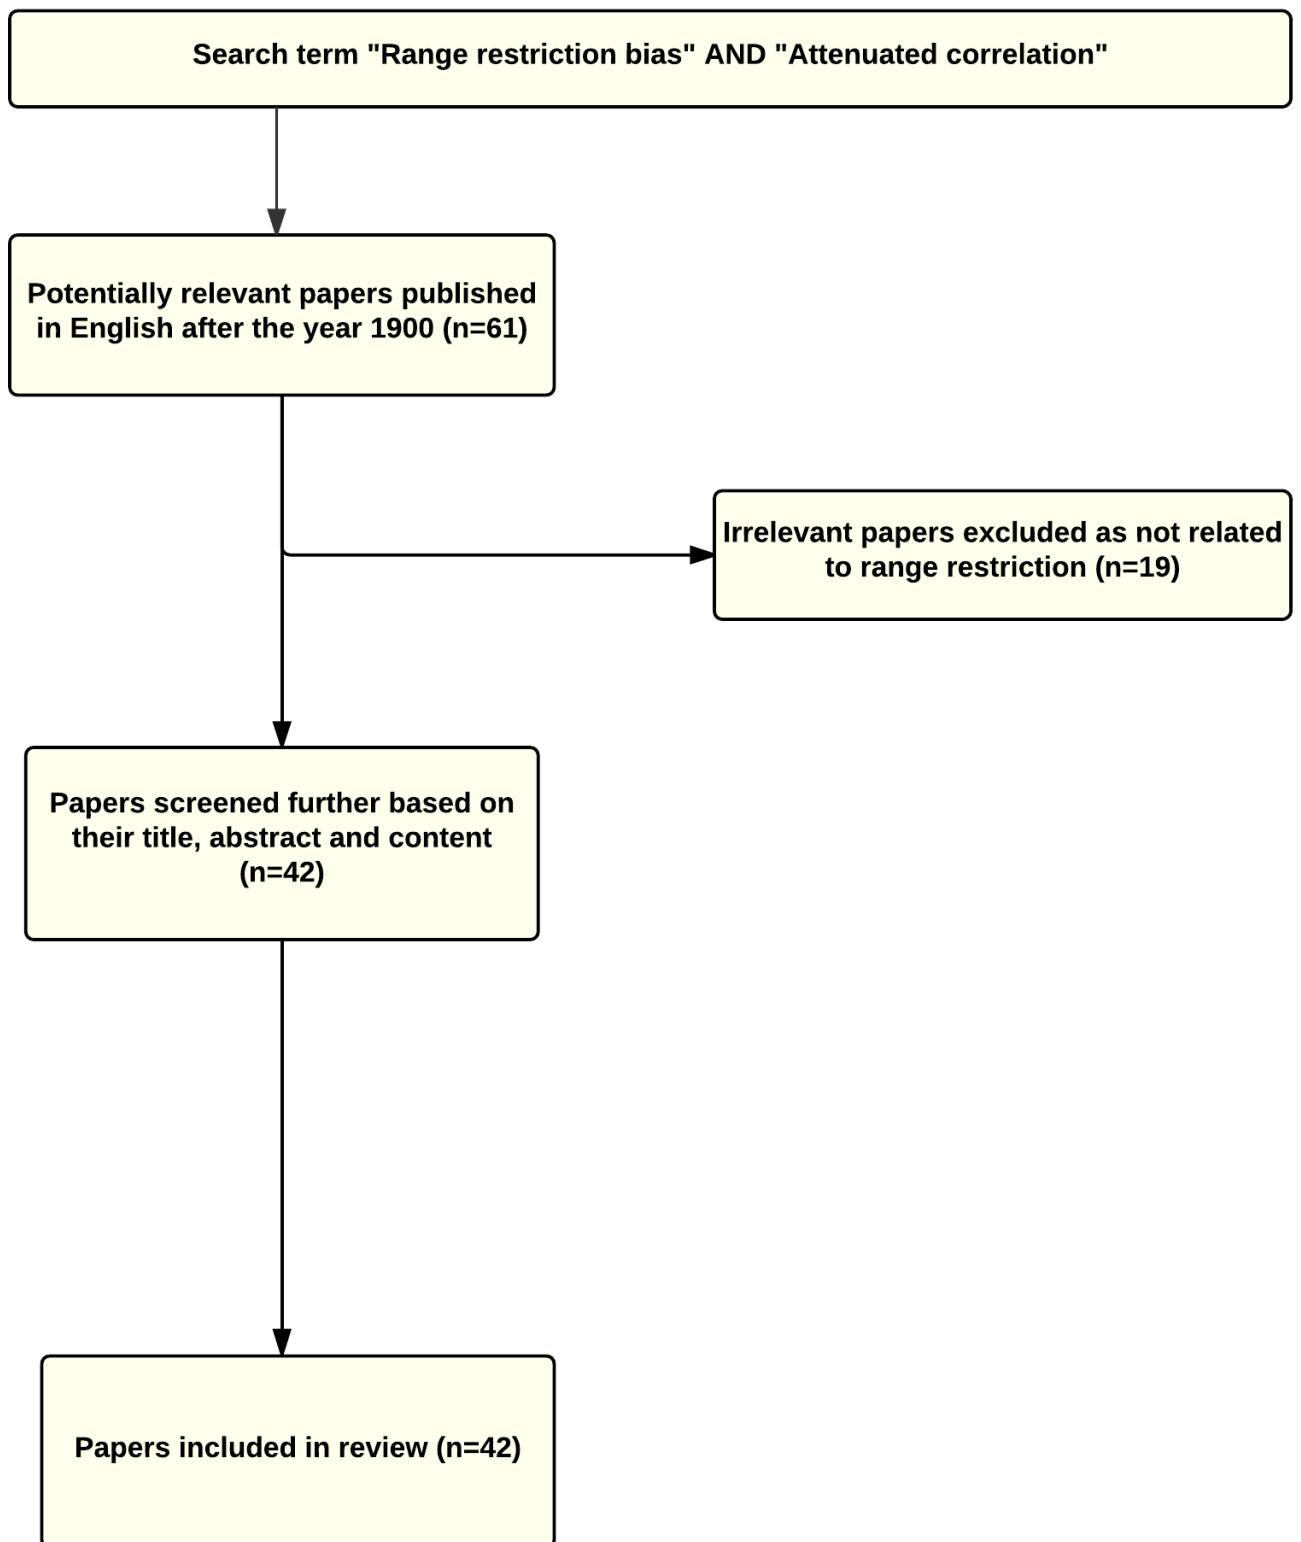 Search term "Range restriction bias" AND "Attenuated correlation"
Potentially relevant papers published
in English after the year 1900 (n=61)
Irrelevant papers excluded as not related
to range restriction (n=19)
Papers screened further based on
their title, abstract and content
(n=42)
Papers included in review (n=42)